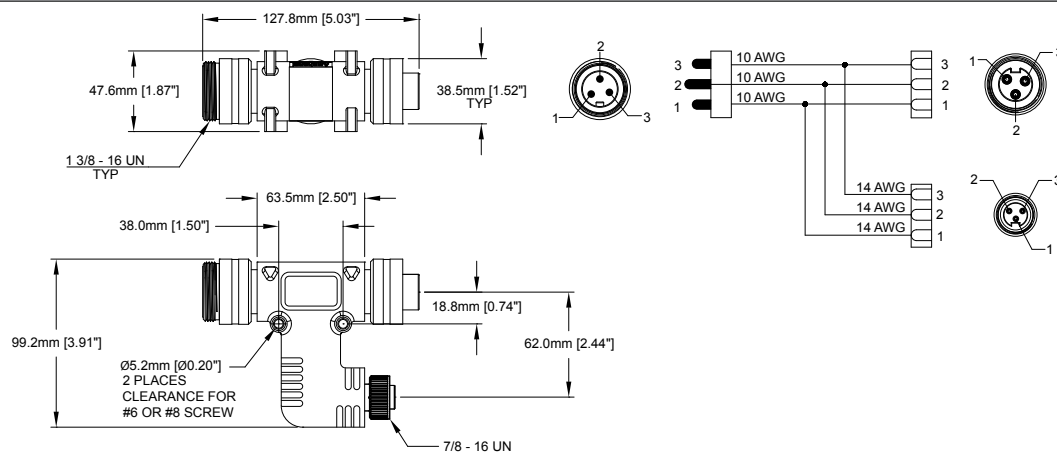 127.8mm [5.03"]
47.6mm [1.87"]
38.5mm [1.52"]
TYP
1 3/8 - 16 UN
TYP
2
1
3
3
2
1
10 AWG
10 AWG
10 AWG
3
2
1
1
3
2
14 AWG
14 AWG
14 AWG
3
2
1
2
3
1
63.5mm [2.50"]
38.0mm [1.50"]
99.2mm [3.91"]
18.8mm [0.74"]
62.0mm [2.44"]
Ø5.2mm [Ø0.20"]
2 PLACES
CLEARANCE FOR
#6 OR #8 SCREW
7/8 - 16 UN